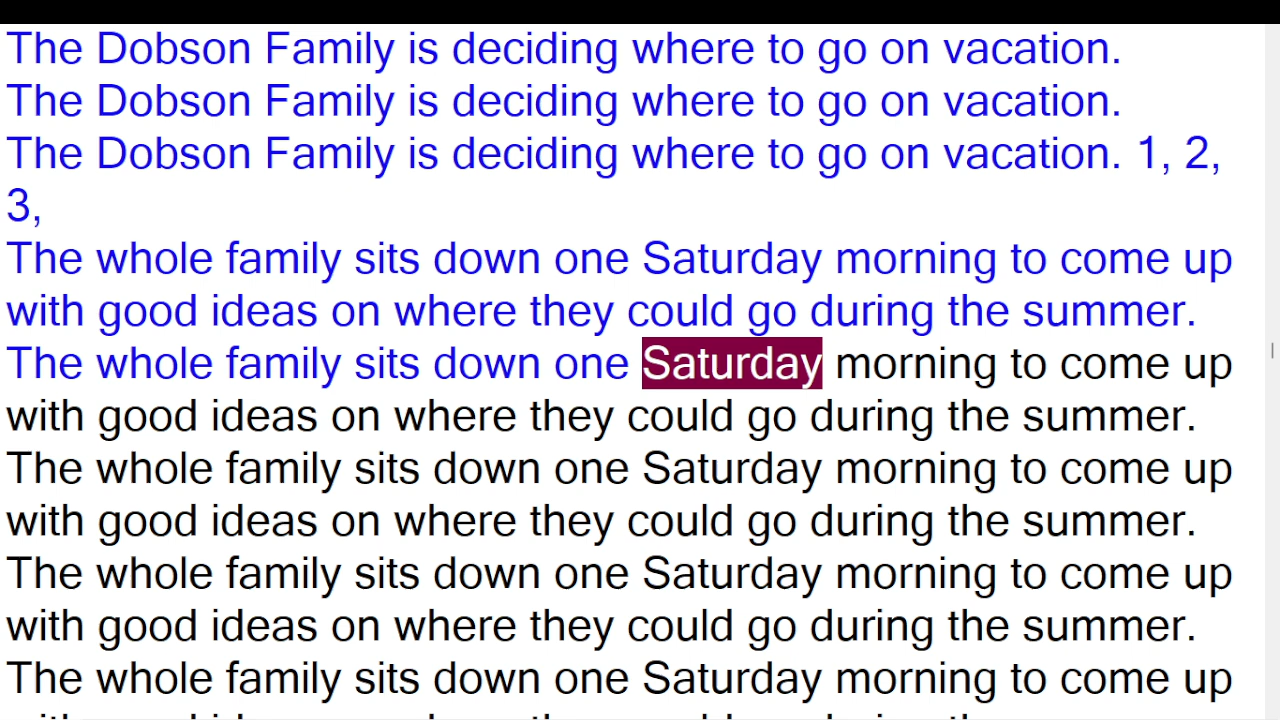 The Dobson Family is deciding where to go on vacation.
The Dobson Family is deciding where to go on vacation.
The Dobson Family is deciding where to go on vacation. 1, 2,
3,
The whole family sits down one Saturday morning to come up
with good ideas on where they could go during the summer.
The whole family sits down one Saturday morning to come up
with good ideas on where they could go during the summer.
The whole family sits down one Saturday morning to come up
with good ideas on where they could go during the summer.
The whole family sits down one Saturday morning to come up
with good ideas on where they could go during the summer.
The whole family sits down one Saturday morning to come up